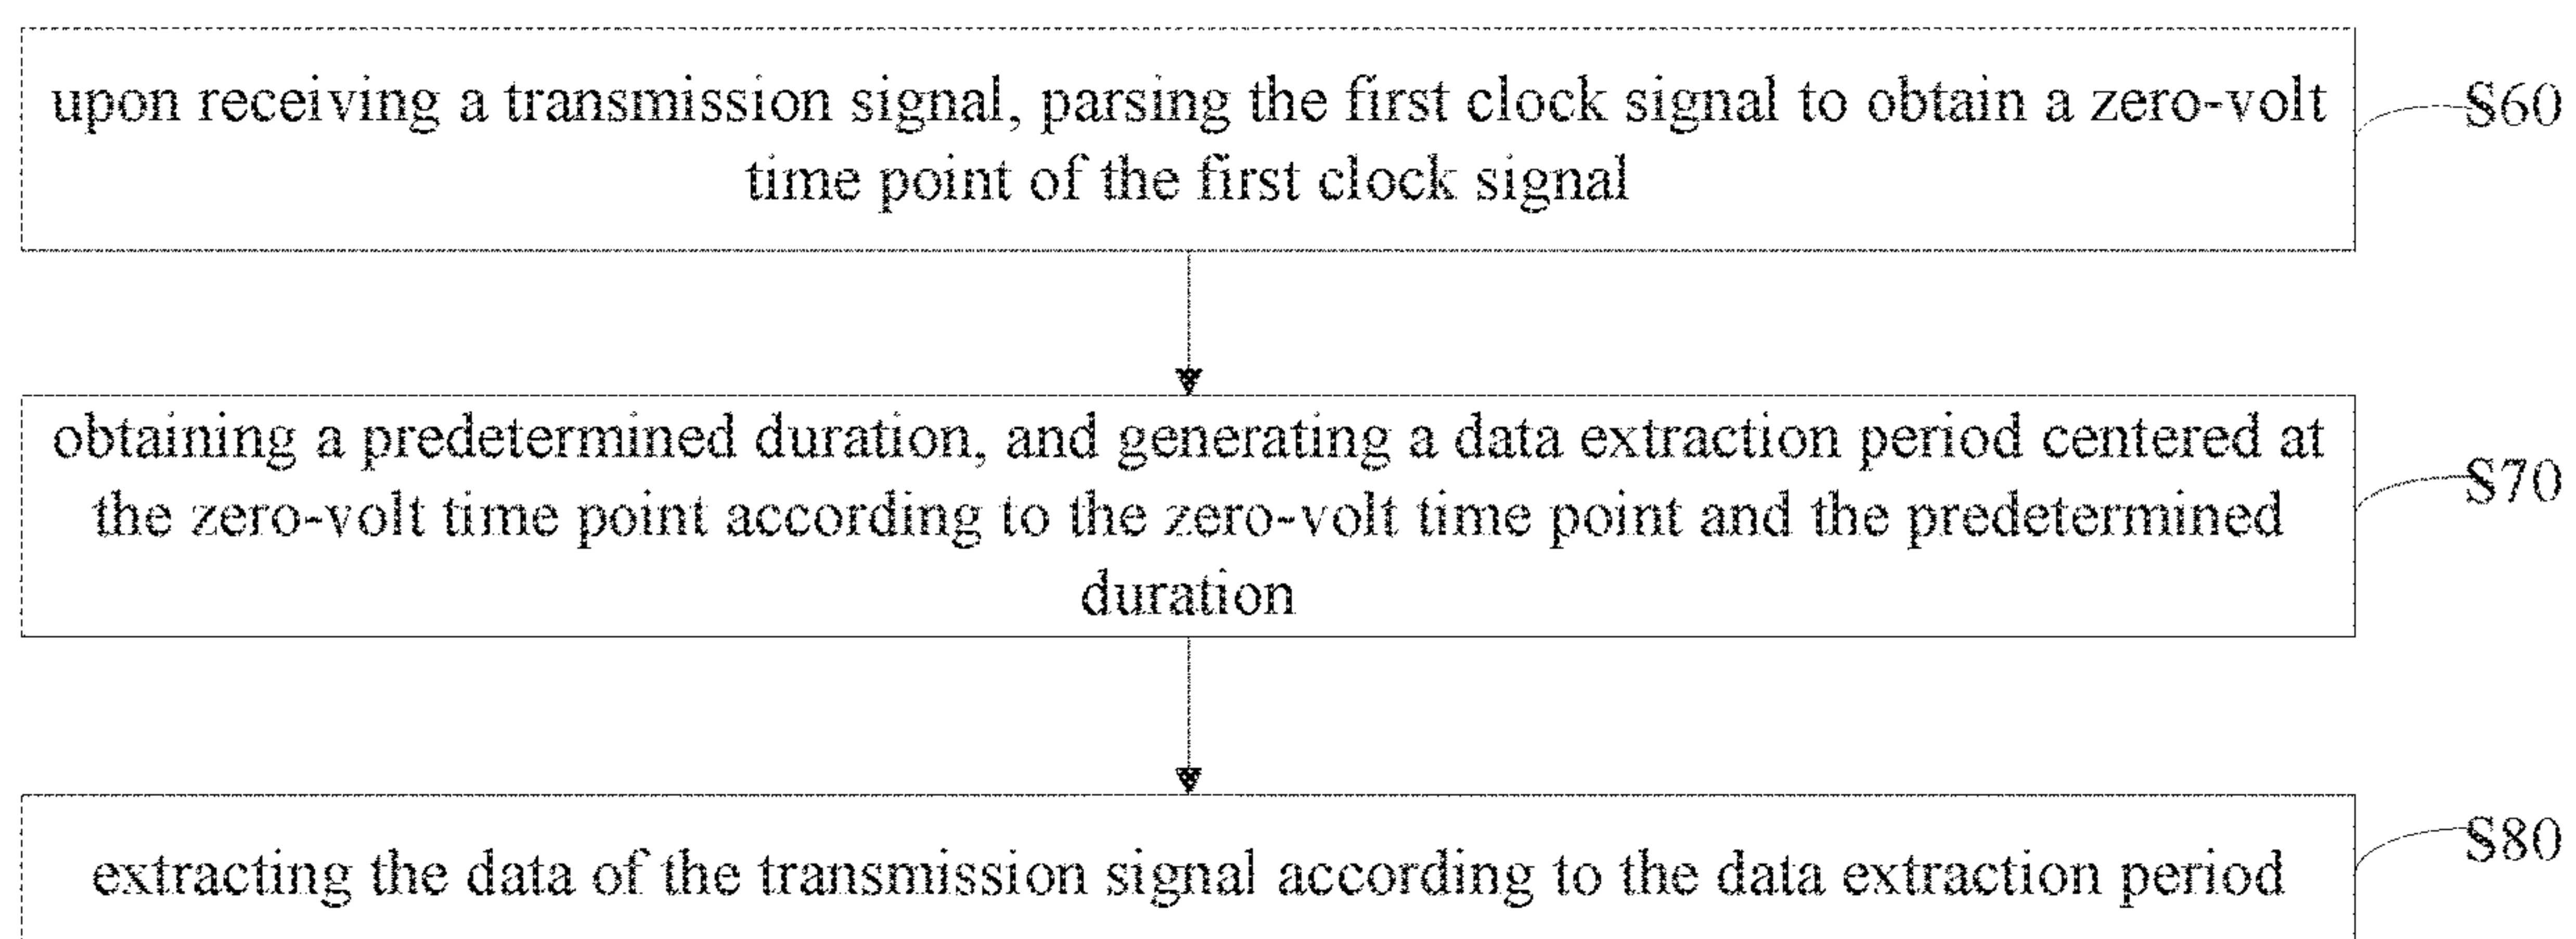 upon receiving a transmission signal, parsing the first clock signal to obtain a zero-volt
time point of the first clock signal
S60
obtaining a predetermined duration, and generating a data extraction period centered at
the zero-volt time point according to the zero-volt time point and the predetermined
duration
S70
extracting the data of the transmission signal according to the data extraction period
S80